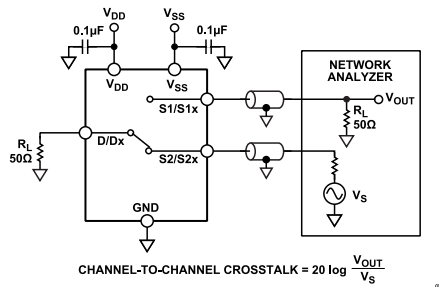 VDD
VSS
0.1µF
0.1µF
VDD
VSS
NETWORK
ANALYZER
S1/S1x
VOUT
RL
50Ω
RL
50Ω
D/Dx
S2/S2x
VS
GND
CHANNEL-TO-CHANNEL CROSSTALK = 20 log VOUT
VS